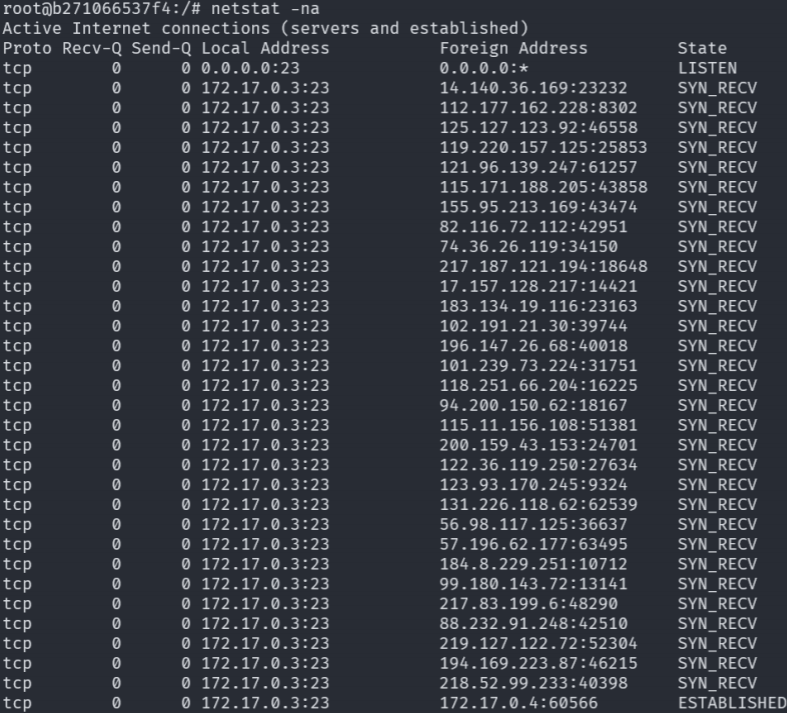 root@b271066537f4:/# netstat -na
Active Internet connections (servers and established)
Proto Recv-Q Send-Q Local Address           Foreign Address         State
tcp        0      0 0.0.0.0:23              0.0.0.0:*               LISTEN
tcp        0      0 172.17.0.3:23           14.140.36.169:23232     SYN_RECV
tcp        0      0 172.17.0.3:23           112.177.162.228:8302    SYN_RECV
tcp        0      0 172.17.0.3:23           125.127.123.92:46558    SYN_RECV
tcp        0      0 172.17.0.3:23           119.220.157.125:25853   SYN_RECV
tcp        0      0 172.17.0.3:23           121.96.139.247:61257    SYN_RECV
tcp        0      0 172.17.0.3:23           115.171.188.205:43858   SYN_RECV
tcp        0      0 172.17.0.3:23           155.95.213.169:43474    SYN_RECV
tcp        0      0 172.17.0.3:23           82.116.72.112:42951     SYN_RECV
tcp        0      0 172.17.0.3:23           74.36.26.119:34150      SYN_RECV
tcp        0      0 172.17.0.3:23           217.187.121.194:18648   SYN_RECV
tcp        0      0 172.17.0.3:23           17.157.128.217:14421    SYN_RECV
tcp        0      0 172.17.0.3:23           183.134.19.116:23163    SYN_RECV
tcp        0      0 172.17.0.3:23           102.191.21.30:39744     SYN_RECV
tcp        0      0 172.17.0.3:23           196.147.26.68:40018     SYN_RECV
tcp        0      0 172.17.0.3:23           101.239.73.224:31751    SYN_RECV
tcp        0      0 172.17.0.3:23           118.251.66.204:16225    SYN_RECV
tcp        0      0 172.17.0.3:23           94.200.150.62:18167     SYN_RECV
tcp        0      0 172.17.0.3:23           115.11.156.108:51381    SYN_RECV
tcp        0      0 172.17.0.3:23           200.159.43.153:24701    SYN_RECV
tcp        0      0 172.17.0.3:23           122.36.119.250:27634    SYN_RECV
tcp        0      0 172.17.0.3:23           123.93.170.245:9324     SYN_RECV
tcp        0      0 172.17.0.3:23           131.226.118.62:62539    SYN_RECV
tcp        0      0 172.17.0.3:23           56.98.117.125:36637     SYN_RECV
tcp        0      0 172.17.0.3:23           57.196.62.177:63495     SYN_RECV
tcp        0      0 172.17.0.3:23           184.8.229.251:10712     SYN_RECV
tcp        0      0 172.17.0.3:23           99.180.143.72:13141     SYN_RECV
tcp        0      0 172.17.0.3:23           217.83.199.6:48290      SYN_RECV
tcp        0      0 172.17.0.3:23           88.232.91.248:42510     SYN_RECV
tcp        0      0 172.17.0.3:23           219.127.122.72:52304    SYN_RECV
tcp        0      0 172.17.0.3:23           194.169.223.87:46215    SYN_RECV
tcp        0      0 172.17.0.3:23           218.52.99.233:40398     SYN_RECV
tcp        0      0 172.17.0.3:23           172.17.0.4:60566        ESTABLISHED